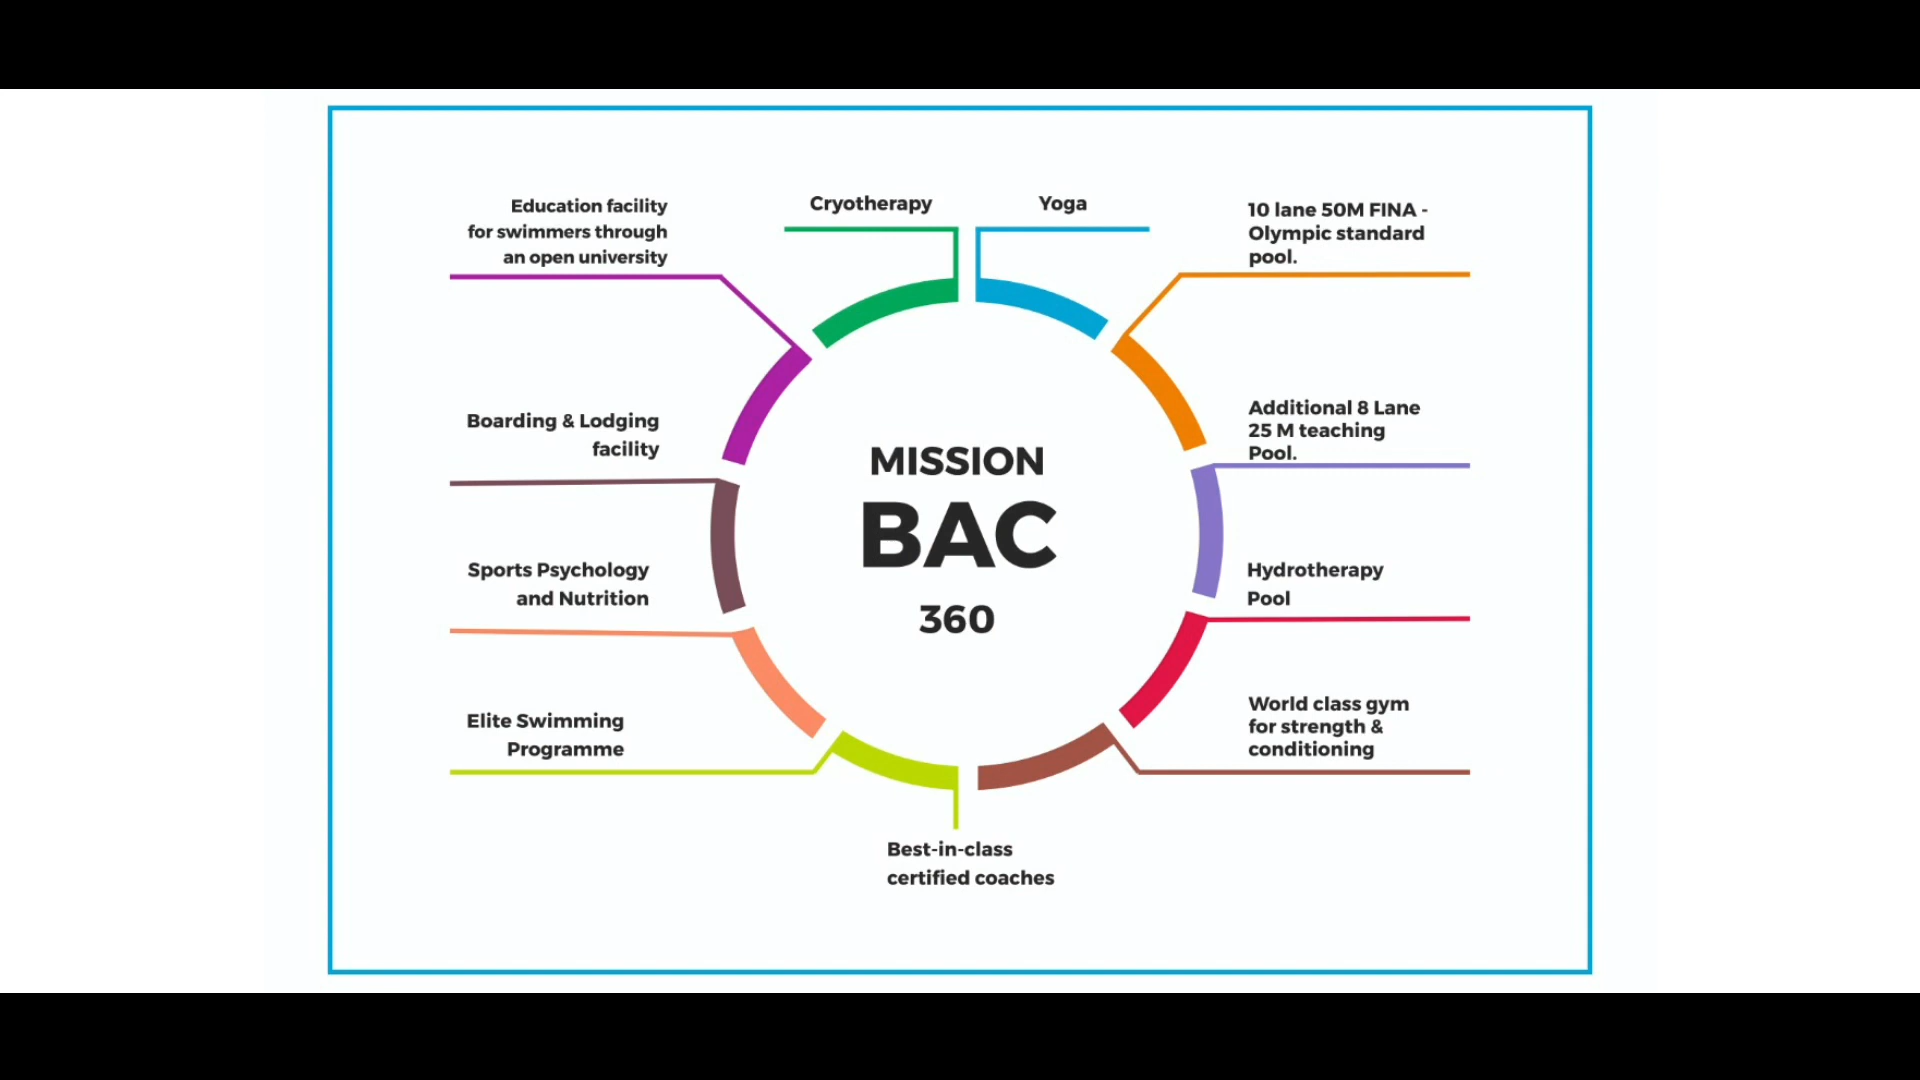 Cryotherapy
Yoga
Education facility
for swimmers through
an open university
10 lane 50M FINA -
Olympic standard
pool.
Boarding & Lodging
facility
Additional 8 Lane
25 M teaching
Pool.
MISSION
BAC
360
Sports Psychology
and Nutrition
Hydrotherapy
Pool
Elite Swimming
Programme
World class gym
for strength &
conditioning
Best-in-class
certified coaches